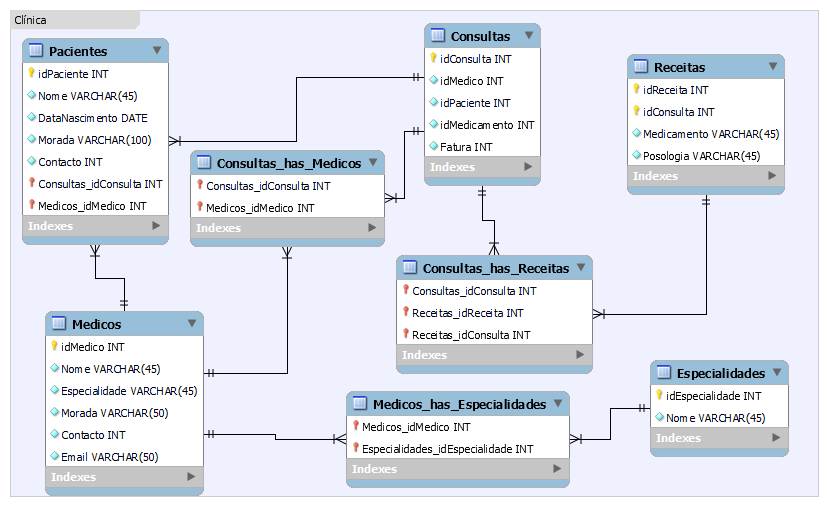 Clínica
Pacientes
idPaciente INT
Nome VARCHAR(45)
DataNascimento DATE
Morada VARCHAR(100)
Contacto INT
Consultas_idConsulta INT
Medicos_idMedico INT
Indexes
Consultas
idConsulta INT
idMedico INT
idPaciente INT
idMedicamento INT
Fatura INT
Indexes
Receitas
idReceita INT
idConsulta INT
Medicamento VARCHAR(45)
Posologia VARCHAR(45)
Indexes
Consultas_has_Medicos
Consultas_idConsulta INT
Medicos_idMedico INT
Indexes
Consultas_has_Receitas
Consultas_idConsulta INT
Receitas_idReceita INT
Receitas_idConsulta INT
Indexes
Medicos
idMedico INT
Nome VARCHAR(45)
Especialidade VARCHAR(45)
Morada VARCHAR(50)
Contacto INT
Email VARCHAR(50)
Indexes
Medicos_has_Especialidades
Medicos_idMedico INT
Especialidades_idEspecialidade INT
Indexes
Especialidades
idEspecialidade INT
Nome VARCHAR(45)
Indexes